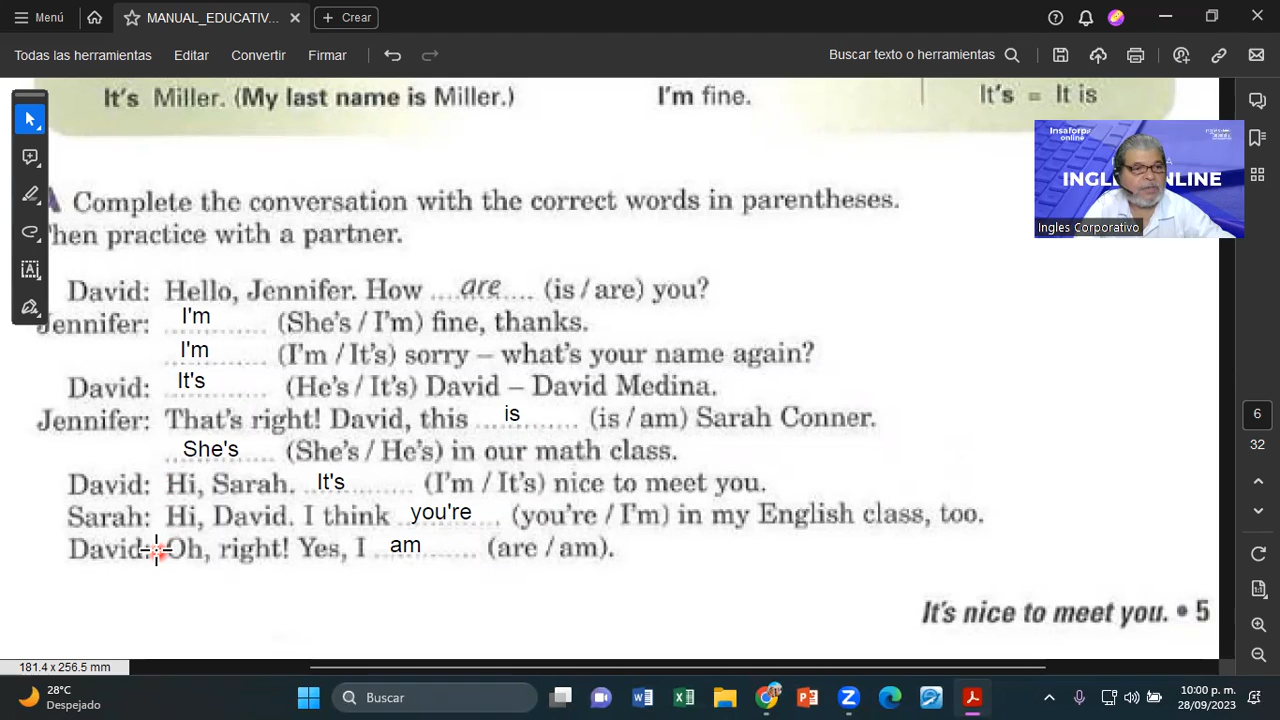 Menú
MANUAL_EDUCATIV...
Crear
Todas las herramientas
Editar
Convertir
Firmar
Buscar texto o herramientas
It's Miller. (My last name is Miller.)
I'm fine.
It's = It is
Insaforp
online
INGL ONLINE
Ingles Corporativo
A Complete the conversation with the correct words in parentheses.
Then practice with a partner.
David: Hello, Jennifer. How ....are.... (is / are) you?
Jennifer: I'm (She's / I'm) fine, thanks.
I'm (I'm / It's) sorry – what's your name again?
David: It's (He's / It's) David – David Medina.
Jennifer: That's right! David, this is (is / am) Sarah Conner.
She's (She's / He's) in our math class.
David: Hi, Sarah. It's (I'm / It's) nice to meet you.
Sarah: Hi, David. I think you're (you're / I'm) in my English class, too.
David: Oh, right! Yes, I am (are / am).
It's nice to meet you. • 5
6
32
181.4 x 256.5 mm
28°C
Despejado
Buscar
10:00 p. m.
28/09/2023